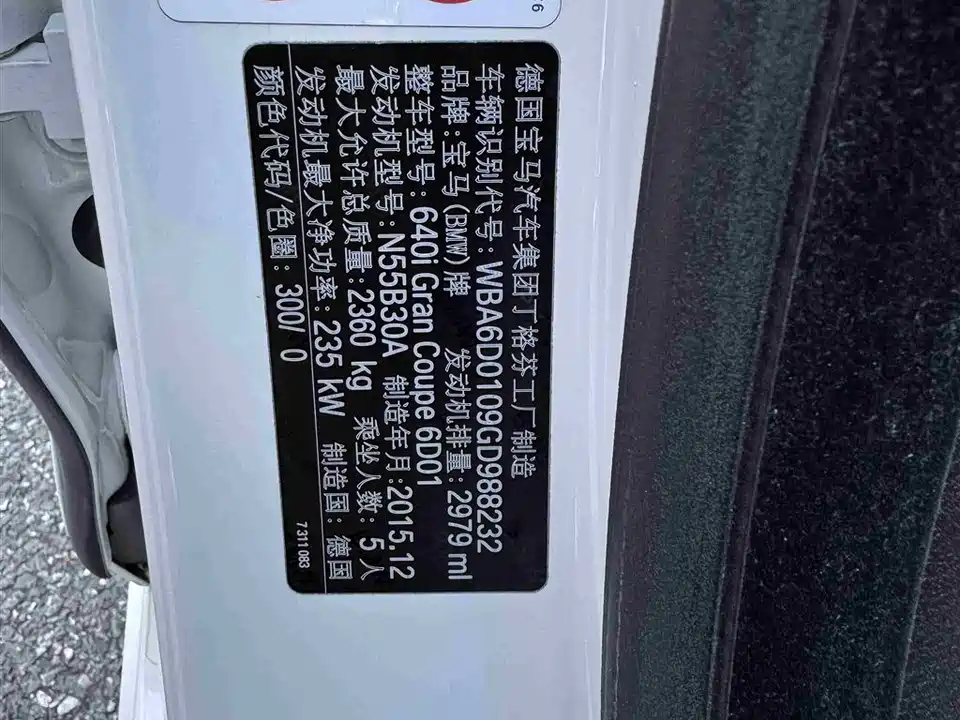 德国宝马汽车集团丁格芬工厂制造
车辆识别代号: WBA6D0109GD988232
品牌: 宝马(BMW)牌 发动机排量: 2979 ml
整车型号: 640i Gran Coupe 6D01
发动机型号: N55B30A 制造年月: 2015.12
最大允许总质量: 2360 kg 乘坐人数: 5 人
发动机最大净功率: 235 kW 制造国: 德国
颜色代码/色圈: 300/ 0
7311 083